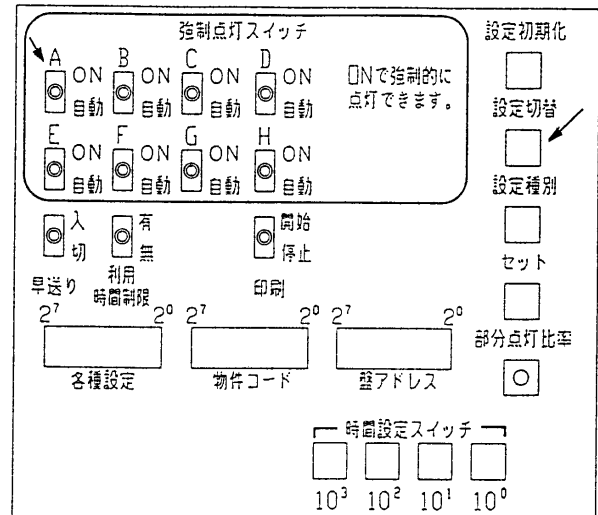 強制点灯スイッチ
A ON 自動
B ON 自動
C ON 自動
D ON 自動
ONで強制的に
点灯できます。
E ON 自動
F ON 自動
G ON 自動
H ON 自動
入
切
早送り
有
無
利用
時間制限
開始
停止
印刷
2⁷ 2⁰
各種設定
2⁷ 2⁰
物件コード
2⁷ 2⁰
盤アドレス
設定初期化
設定切替
設定種別
セット
部分点灯比率
時間設定スイッチ
10³ 10² 10¹ 10⁰